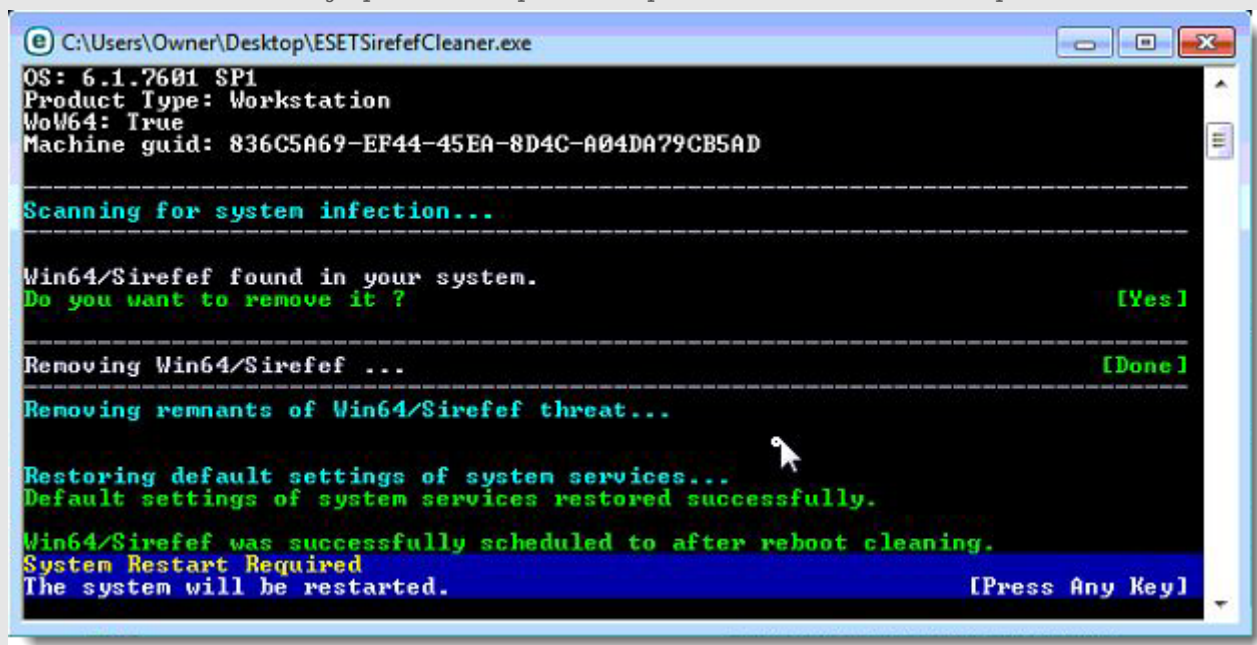 C:\Users\Owner\Desktop\ESETSirefefCleaner.exe
OS: 6.1.7601 SP1
Product Type: Workstation
WoW64: True
Machine guid: 836C5A69-EF44-45EA-8D4C-A04DA79CB5AD
Scanning for system infection...
Win64/Sirefef found in your system.
Do you want to remove it ? [Yes]
Removing Win64/Sirefef ... [Done]
Removing remnants of Win64/Sirefef threat...
Restoring default settings of system services...
Default settings of system services restored successfully.
Win64/Sirefef was successfully scheduled to after reboot cleaning.
System Restart Required
The system will be restarted. [Press Any Key]